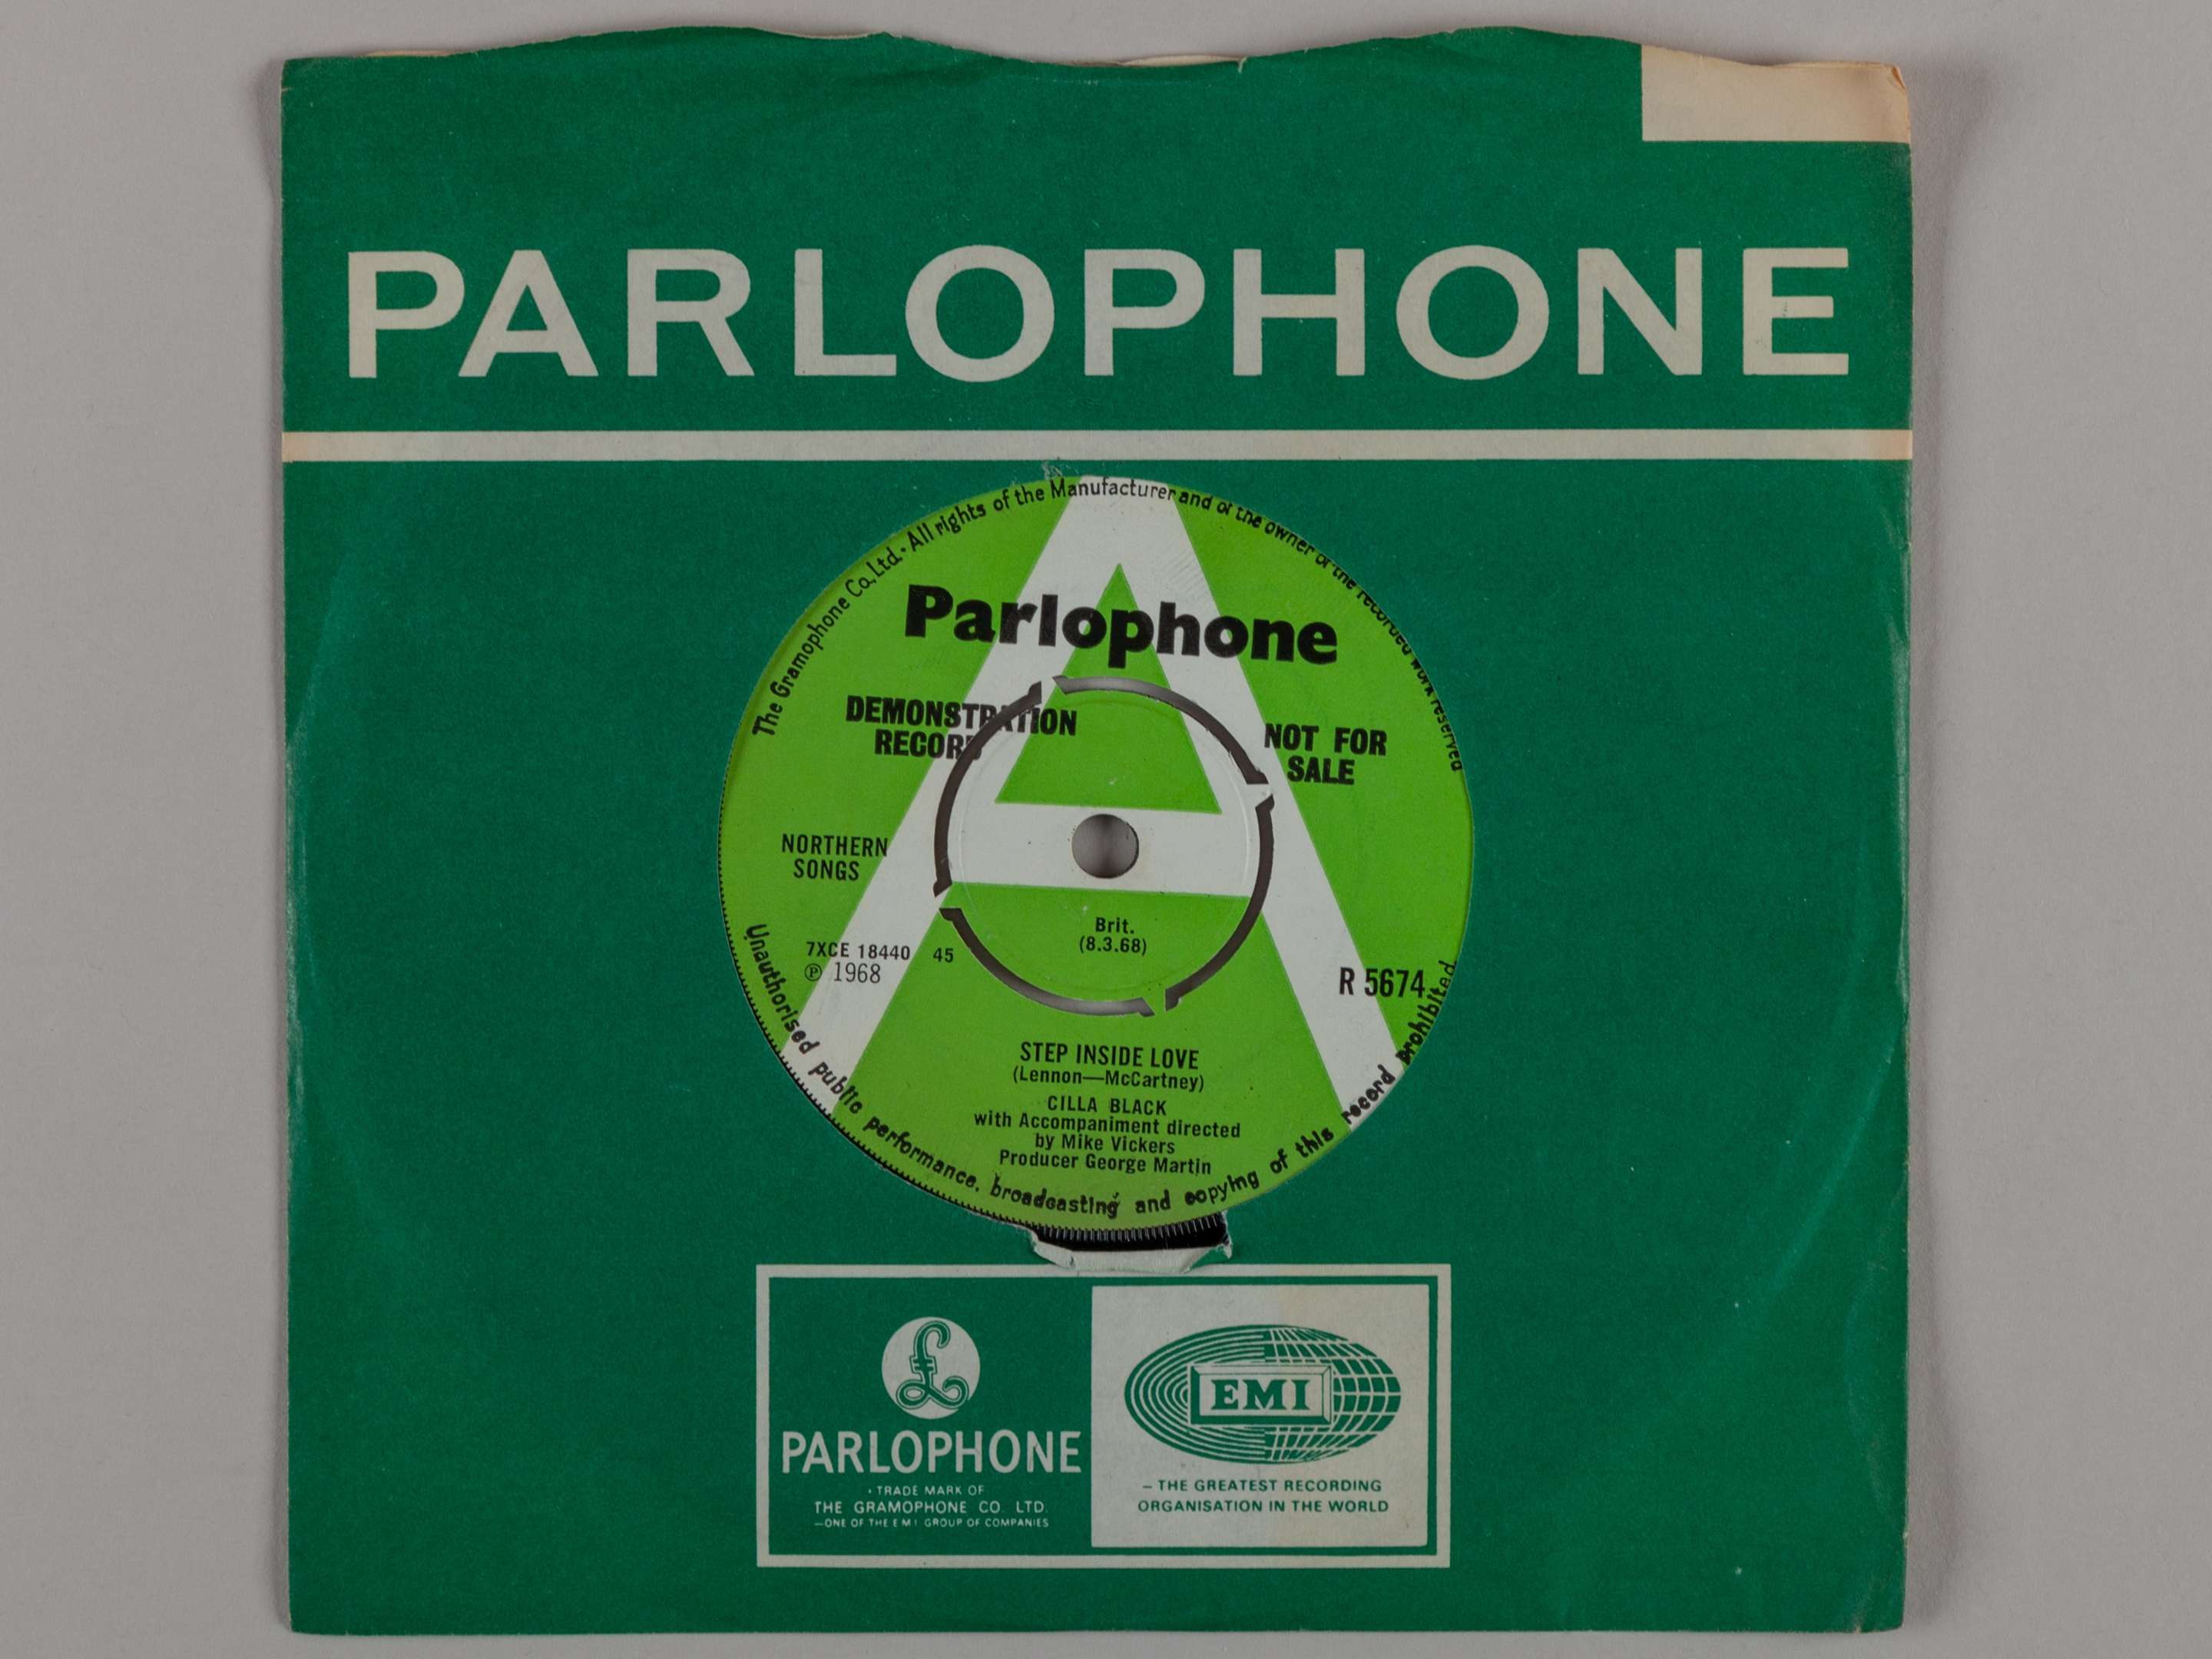 PARLOPHONE
The Gramophone Co. Ltd. · All rights of the Manufacturer and of the owner of the recorded work reserved
Parlophone
DEMONSTRATION
RECORD
NOT FOR
SALE
NORTHERN
SONGS
Brit.
(8.3.68)
7XCE 18440 45
℗ 1968
R 5674
STEP INSIDE LOVE
(Lennon—McCartney)
CILLA BLACK
with Accompaniment directed
by Mike Vickers
Producer George Martin
Unauthorised public performance, broadcasting and copying of this record prohibited
£
PARLOPHONE
· TRADE MARK OF
THE GRAMOPHONE CO. LTD.
—ONE OF THE E M I GROUP OF COMPANIES
EMI
– THE GREATEST RECORDING
ORGANISATION IN THE WORLD